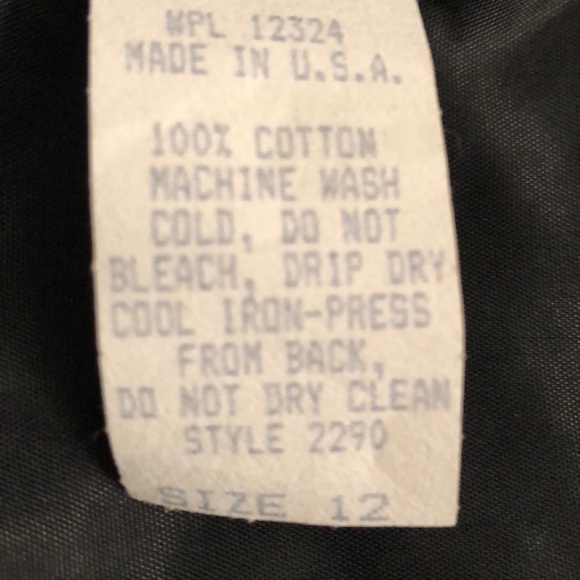 WPL 12324
MADE IN U.S.A.
100% COTTON
MACHINE WASH
COLD, DO NOT
BLEACH, DRIP DRY
COOL IRON-PRESS
FROM BACK,
DO NOT DRY CLEAN
STYLE 2290
SIZE 12